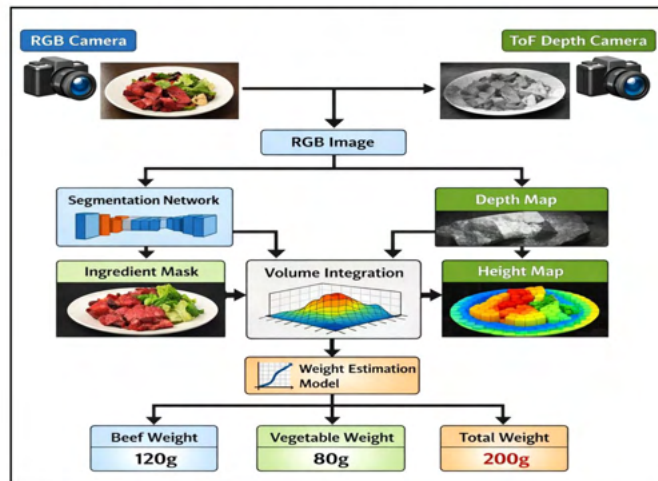 RGB Camera
ToF Depth Camera
RGB Image
Segmentation Network
Depth Map
Ingredient Mask
Volume Integration
Height Map
Weight Estimation
Model
Beef Weight
120g
Vegetable Weight
80g
Total Weight
200g